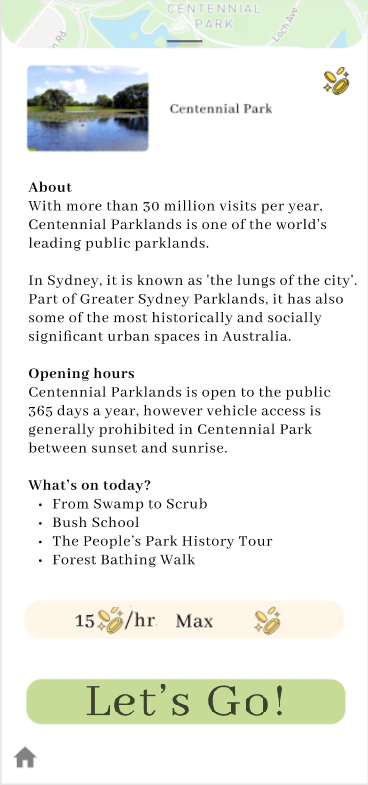 CENTENNIAL
PARK
Rd
Loch Ave
Centennial Park
About
With more than 30 million visits per year,
Centennial Parklands is one of the world's
leading public parklands.
In Sydney, it is known as 'the lungs of the city'.
Part of Greater Sydney Parklands, it has also
some of the most historically and socially
significant urban spaces in Australia.
Opening hours
Centennial Parklands is open to the public
365 days a year, however vehicle access is
generally prohibited in Centennial Park
between sunset and sunrise.
What's on today?
• From Swamp to Scrub
• Bush School
• The People's Park History Tour
• Forest Bathing Walk
15 /hr Max
Let's Go!